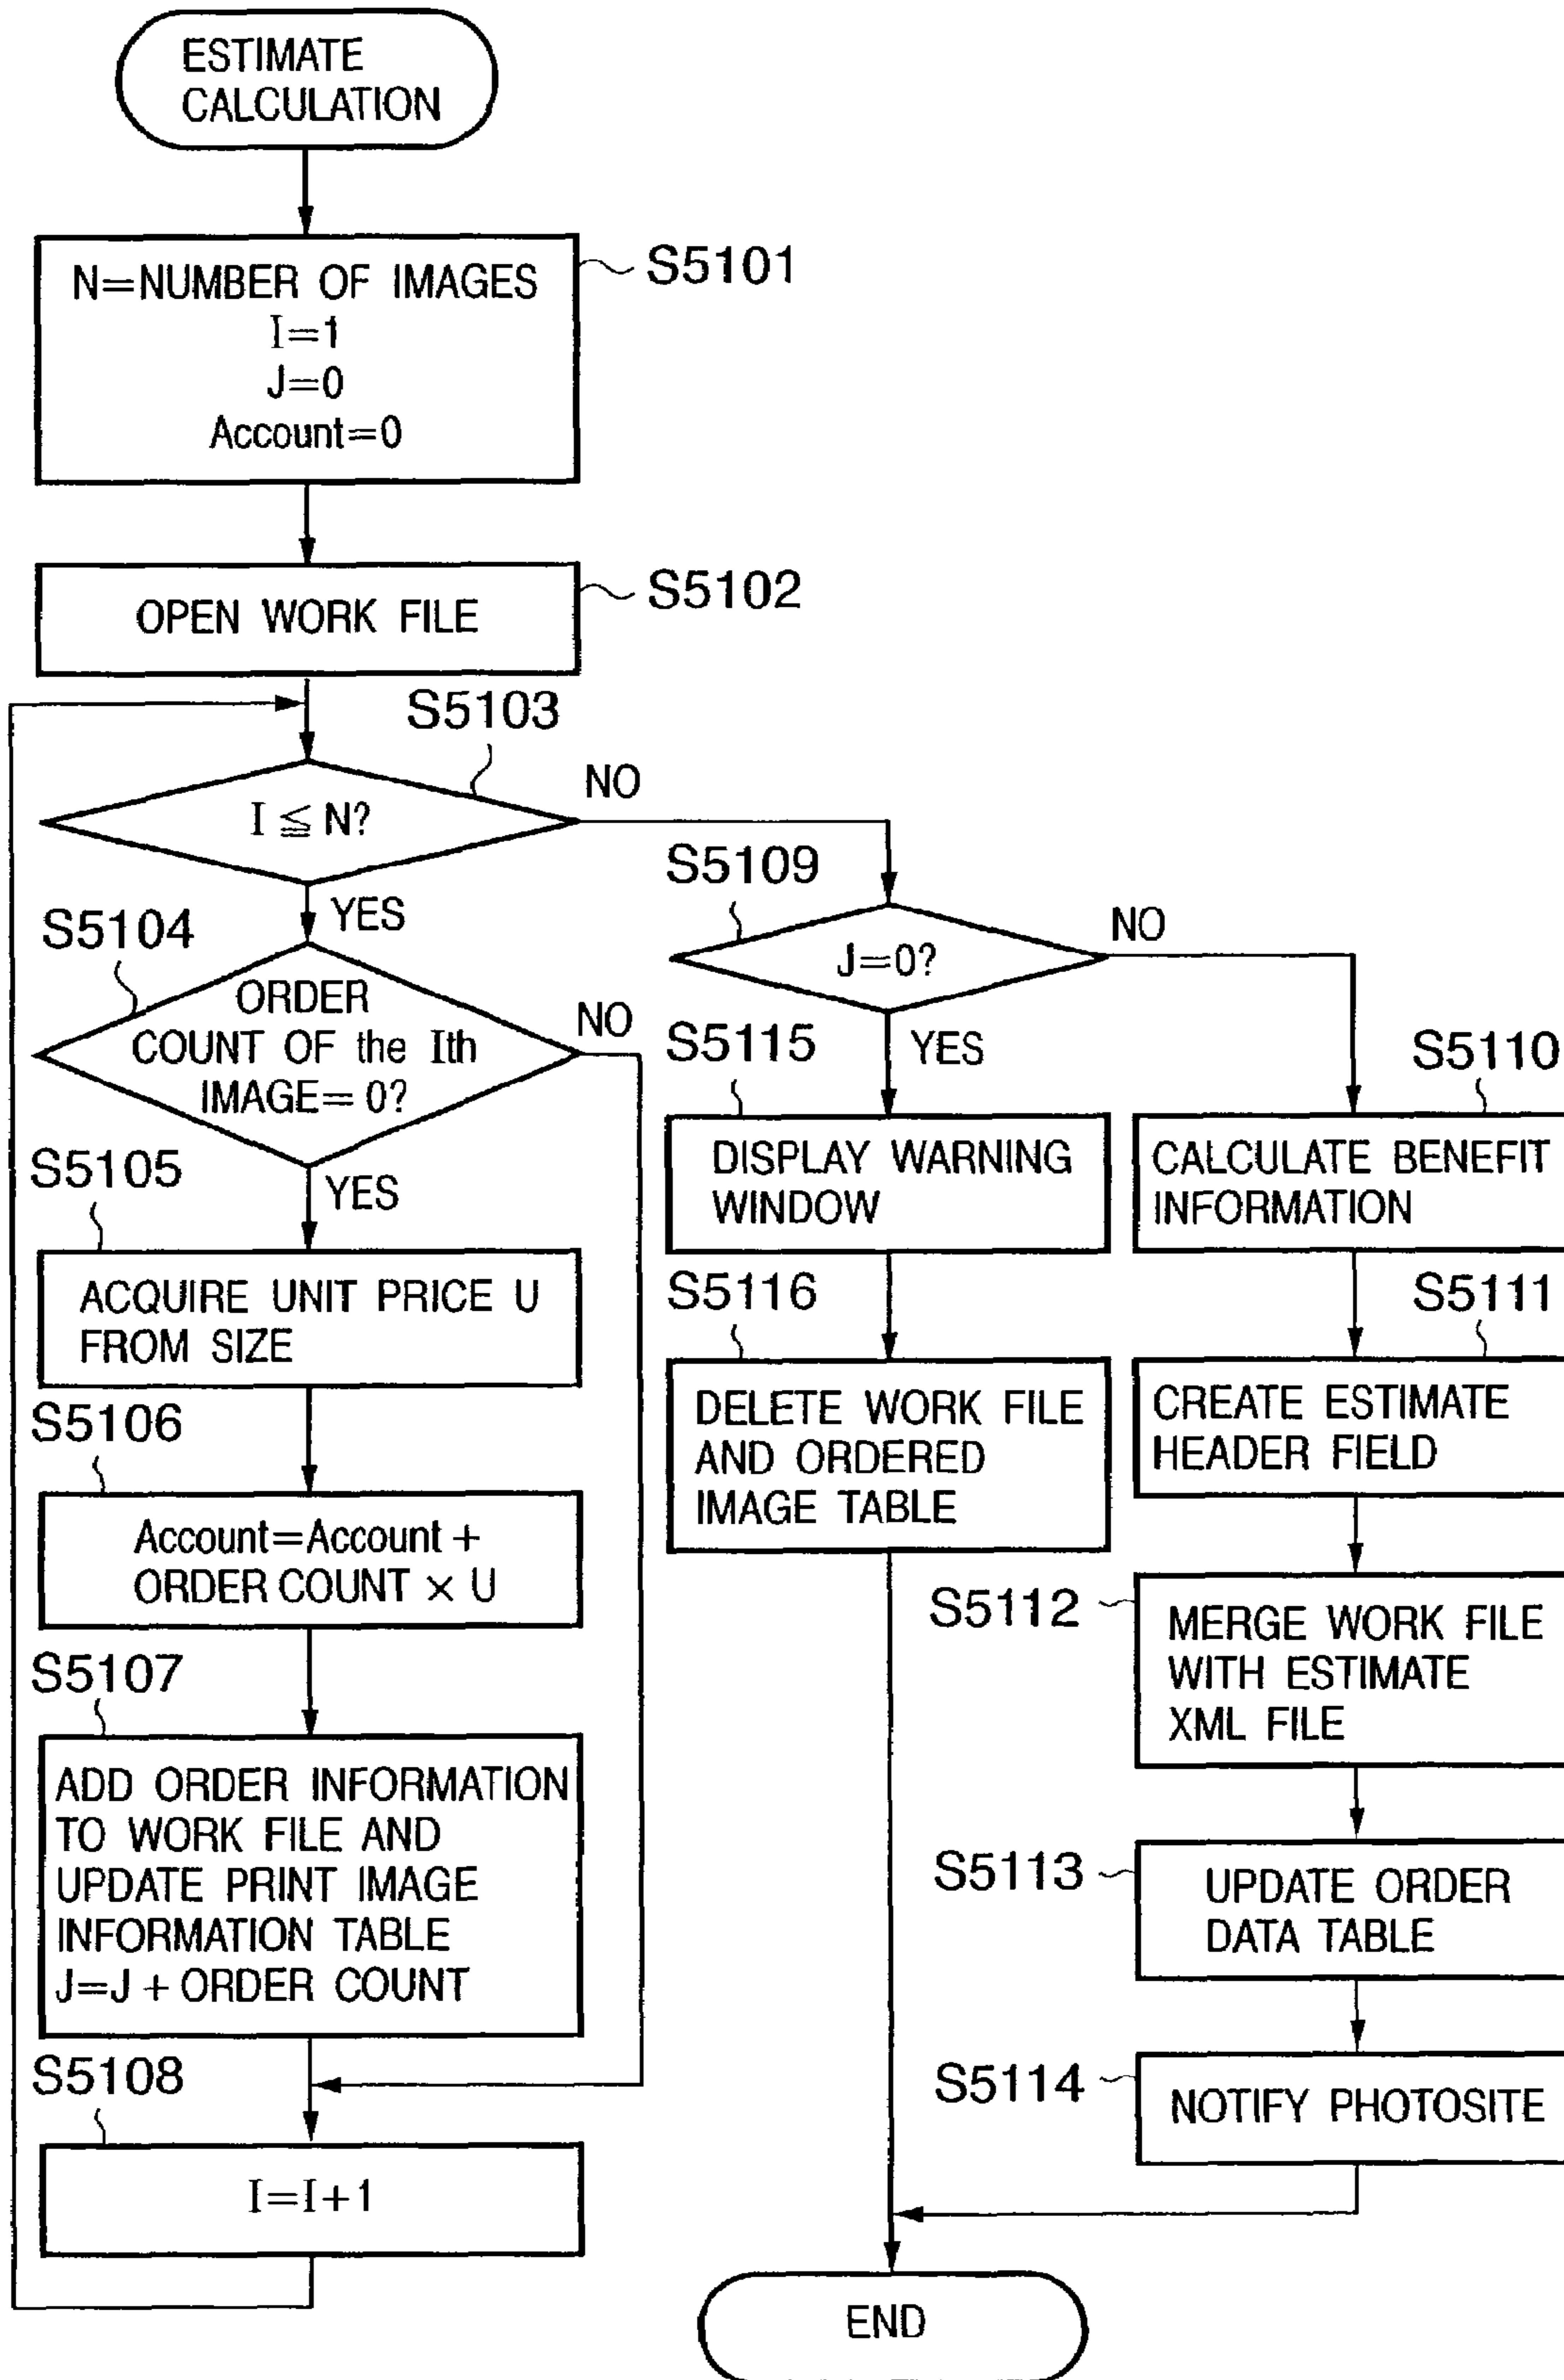 ESTIMATE
CALCULATION
N=NUMBER OF IMAGES
I=1
J=0
Account=0
S5101
OPEN WORK FILE
S5102
S5103
I ≦ N?
NO
YES
S5104
ORDER
COUNT OF the Ith
IMAGE= 0?
NO
YES
S5105
ACQUIRE UNIT PRICE U
FROM SIZE
S5106
Account=Account +
ORDER COUNT × U
S5107
ADD ORDER INFORMATION
TO WORK FILE AND
UPDATE PRINT IMAGE
INFORMATION TABLE
J=J + ORDER COUNT
S5108
I=I+1
S5109
J=0?
NO
YES
S5115
DISPLAY WARNING
WINDOW
S5116
DELETE WORK FILE
AND ORDERED
IMAGE TABLE
S5110
CALCULATE BENEFIT
INFORMATION
S5111
CREATE ESTIMATE
HEADER FIELD
S5112
MERGE WORK FILE
WITH ESTIMATE
XML FILE
S5113
UPDATE ORDER
DATA TABLE
S5114
NOTIFY PHOTOSITE
END